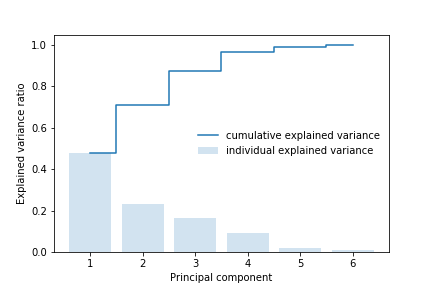 1.0
0.8
0.6
0.4
0.2
0.0
Explained variance ratio
cumulative explained variance
individual explained variance
1 2 3 4 5 6
Principal component